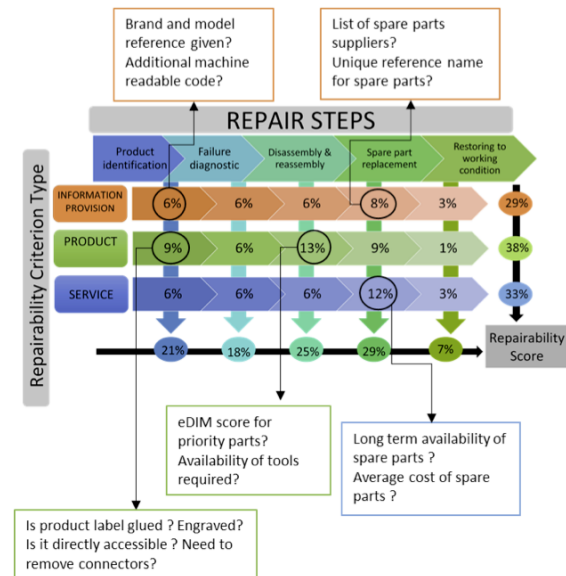 Brand and model
reference given?
Additional machine
readable code?
List of spare parts
suppliers?
Unique reference name
for spare parts?
REPAIR STEPS
Product
identification
Failure
diagnostic
Disassembly &
reassembly
Spare part
replacement
Restoring to
working
condition
Repairability Criterion Type
INFORMATION
PROVISION
6%
6%
6%
8%
3%
29%
PRODUCT
9%
6%
13%
9%
1%
38%
SERVICE
6%
6%
6%
12%
3%
33%
21%
18%
25%
29%
7%
Repairability
Score
eDIM score for
priority parts?
Availability of tools
required?
Long term availability of
spare parts ?
Average cost of spare
parts ?
Is product label glued ? Engraved?
Is it directly accessible ? Need to
remove connectors?